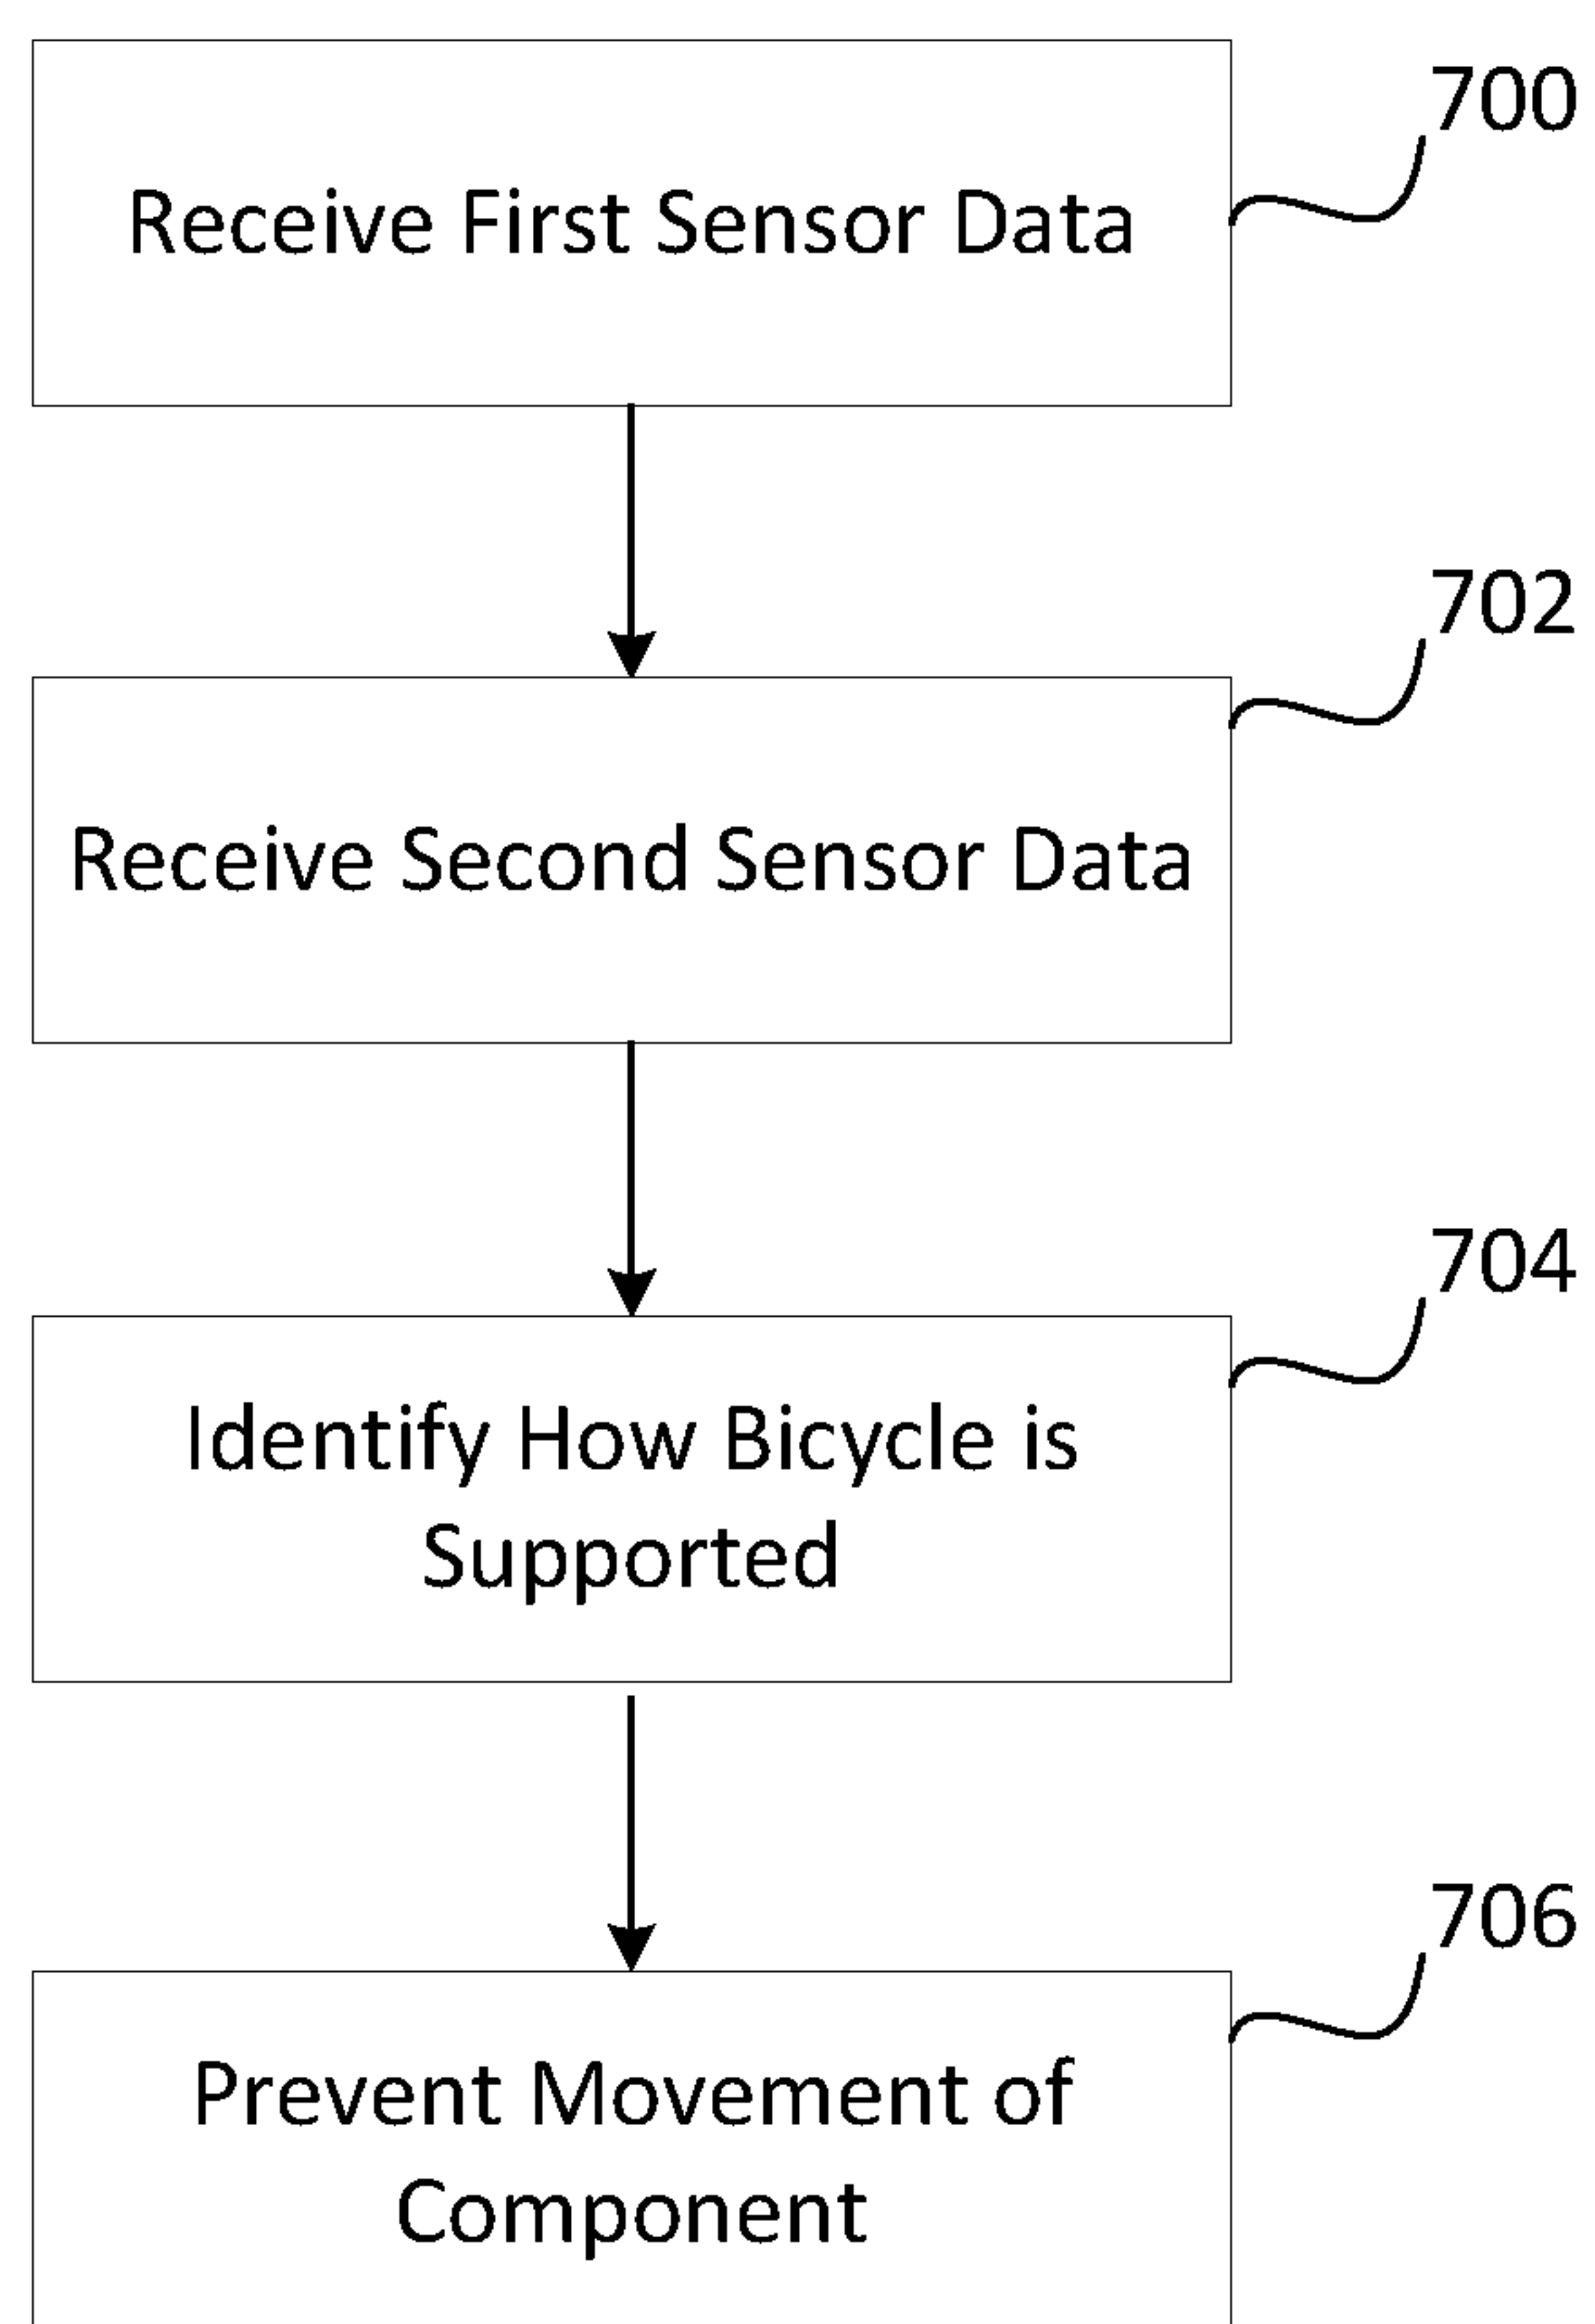 700
Receive First Sensor Data
702
Receive Second Sensor Data
704
Identify How Bicycle is
Supported
706
Prevent Movement of
Component